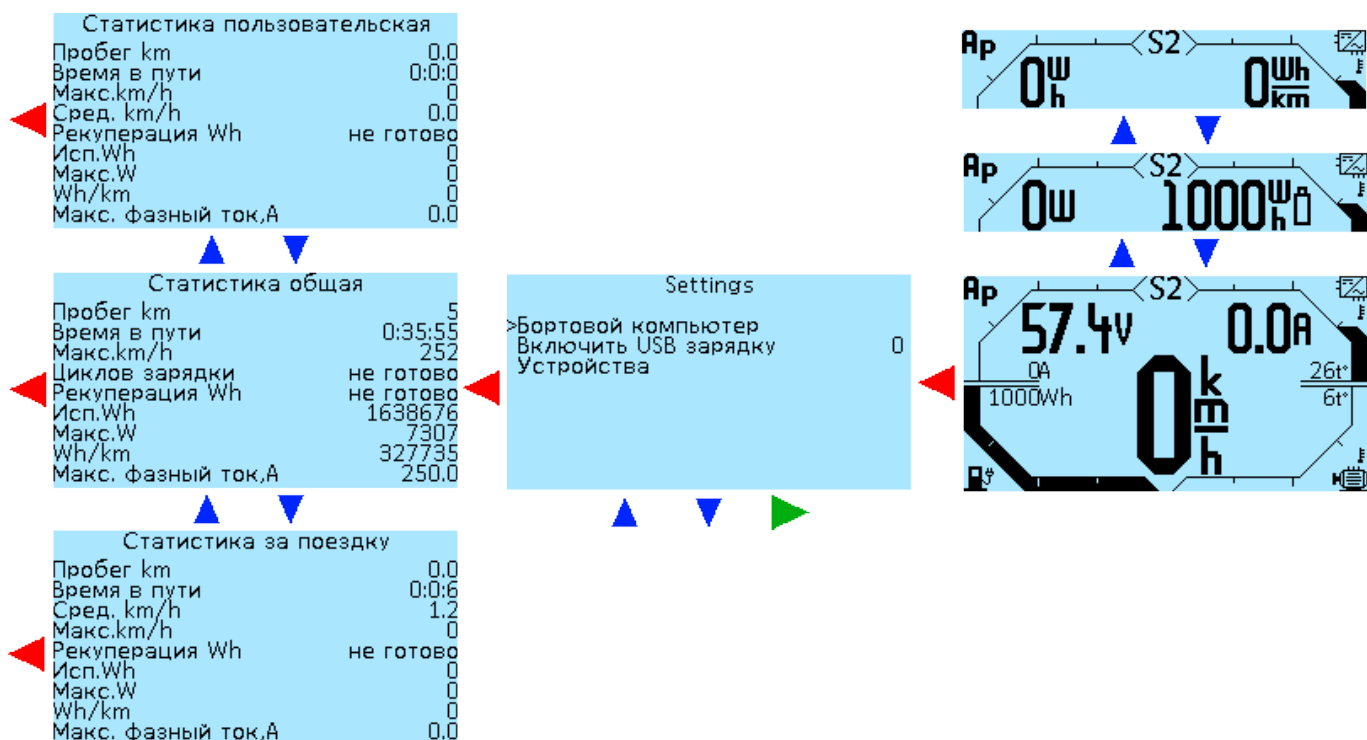 Статистика пользовательская
Пробег km 0.0
Время в пути 0:0:0
Макс.km/h 0
Сред. km/h 0.0
Рекуперация Wh не готово
Исп.Wh 0
Макс.W 0
Wh/km 0
Макс. фазный ток,А 0.0
Статистика общая
Пробег km 5
Время в пути 0:35:55
Макс.km/h 252
Циклов зарядки не готово
Рекуперация Wh не готово
Исп.Wh 1638676
Макс.W 7307
Wh/km 327735
Макс. фазный ток,А 250.0
Статистика за поездку
Пробег km 0.0
Время в пути 0:0:6
Сред. km/h 1.2
Макс.km/h 0
Рекуперация Wh не готово
Исп.Wh 0
Макс.W 0
Wh/km 0
Макс. фазный ток,А 0.0
Settings
>Бортовой компьютер
Включить USB зарядку 0
Устройства
Ap S2
0 W/h 0 Wh/km
Ap S2
0W 1000 W/h
Ap S2
57.4V 0.0A
0A 26t°
1000Wh 6t°
0 km/h